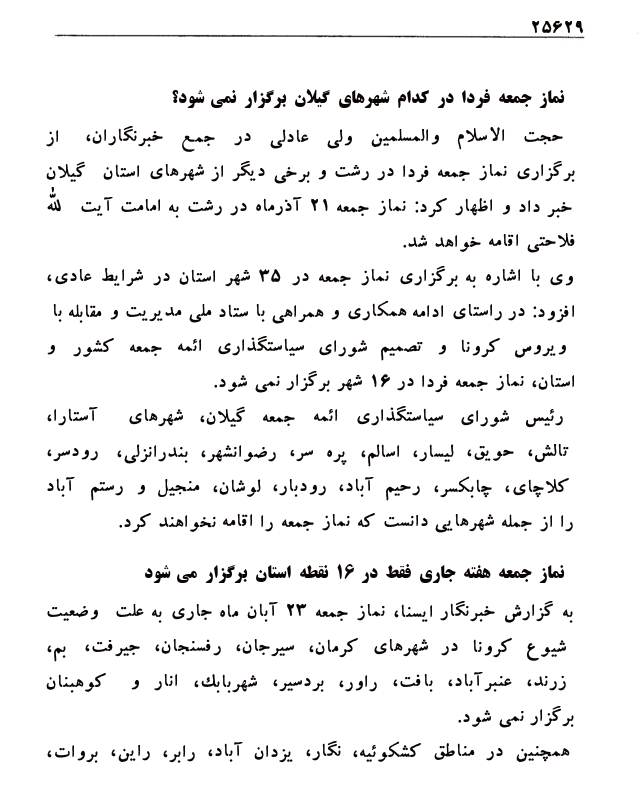 ۲۵۶۲۹
نماز جمعه فردا در کدام شهرهای گیلان برگزار نمی شود؟
حجت الاسلام والمسلمین ولی عادلی در جمع خبرنگاران، از
برگزاری نماز جمعه فردا در رشت و برخی دیگر از شهرهای استان گیلان
خبر داد و اظهار کرد: نماز جمعه ۲۱ آذرماه در رشت به امامت آیت لله
فلاحتی اقامه خواهد شد.
وی با اشاره به برگزاری نماز جمعه در ۳۵ شهر استان در شرایط عادی،
افزود: در راستای ادامه همکاری و همراهی با ستاد ملی مدیریت و مقابله با
ویروس کرونا و تصمیم شورای سیاستگذاری ائمه جمعه کشور و
استان، نماز جمعه فردا در ۱۶ شهر برگزار نمی شود.
رئیس شورای سیاستگذاری ائمه جمعه گیلان، شهرهای آستارا،
تالش، حویق، لیسار، اسالم، پره سر، رضوانشهر، بندرانزلی، رودسر،
کلاچای، چابکسر، رحیم آباد، رودبار، لوشان، منجیل و رستم آباد
را از جمله شهرهایی دانست که نماز جمعه را اقامه نخواهند کرد.
نماز جمعه هفته جاری فقط در ۱۶ نقطه استان برگزار می شود
به گزارش خبرنگار ایسنا، نماز جمعه ۲۳ آبان ماه جاری به علت وضعیت
شیوع کرونا در شهرهای کرمان، سیرجان، رفسنجان، جیرفت، بم،
زرند، عنبرآباد، بافت، راور، بردسیر، شهربابك، انار و کوهبنان
برگزار نمی شود.
همچنین در مناطق کشکوئیه، نگار، یزدان آباد، رابر، راین، بروات،